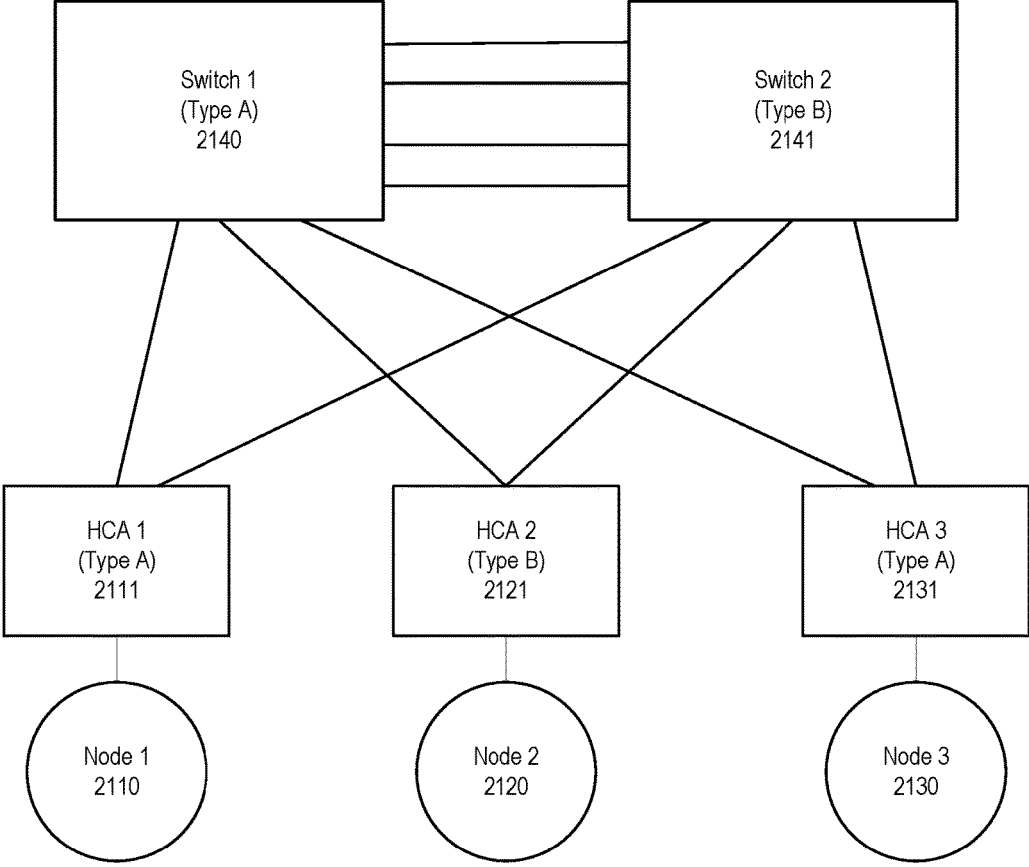 Switch 1
(Type A)
2140
Switch 2
(Type B)
2141
HCA 1
(Type A)
2111
HCA 2
(Type B)
2121
HCA 3
(Type A)
2131
Node 1
2110
Node 2
2120
Node 3
2130